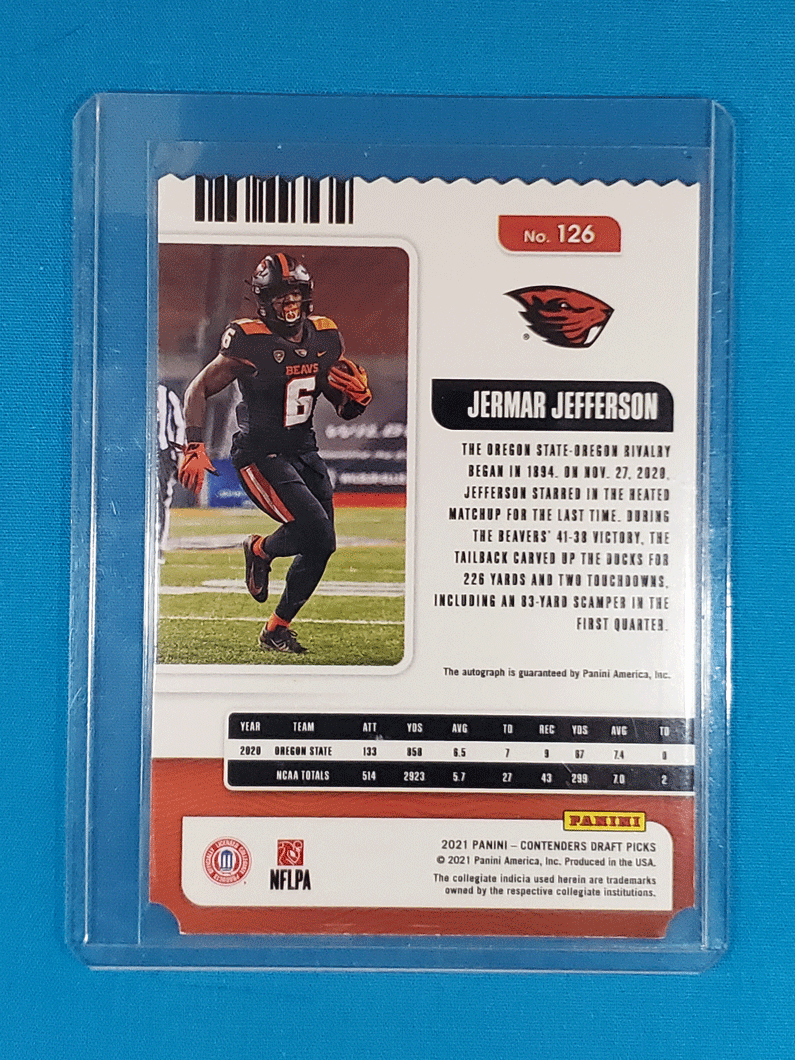 No. 126
BEAVS
6
6
JERMAR JEFFERSON
THE OREGON STATE-OREGON RIVALRY
BEGAN IN 1894. ON NOV. 27, 2020,
JEFFERSON STARRED IN THE HEATED
MATCHUP FOR THE LAST TIME. DURING
THE BEAVERS' 41-38 VICTORY, THE
TAILBACK CARVED UP THE DUCKS FOR
226 YARDS AND TWO TOUCHDOWNS,
INCLUDING AN 83-YARD SCAMPER IN THE
FIRST QUARTER.
The autograph is guaranteed by Panini America, Inc.
YEAR TEAM ATT YDS AVG TD REC YDS AVG TD
2020 OREGON STATE 133 858 6.5 7 9 67 7.4 0
NCAA TOTALS 514 2923 5.7 27 43 299 7.0 2
PANINI
2021 PANINI – CONTENDERS DRAFT PICKS
© 2021 Panini America, Inc. Produced in the USA.
The collegiate indicia used herein are trademarks
owned by the respective collegiate institutions.
OFFICIALLY LICENSED COLLEGIATE PRODUCTS
NFLPA